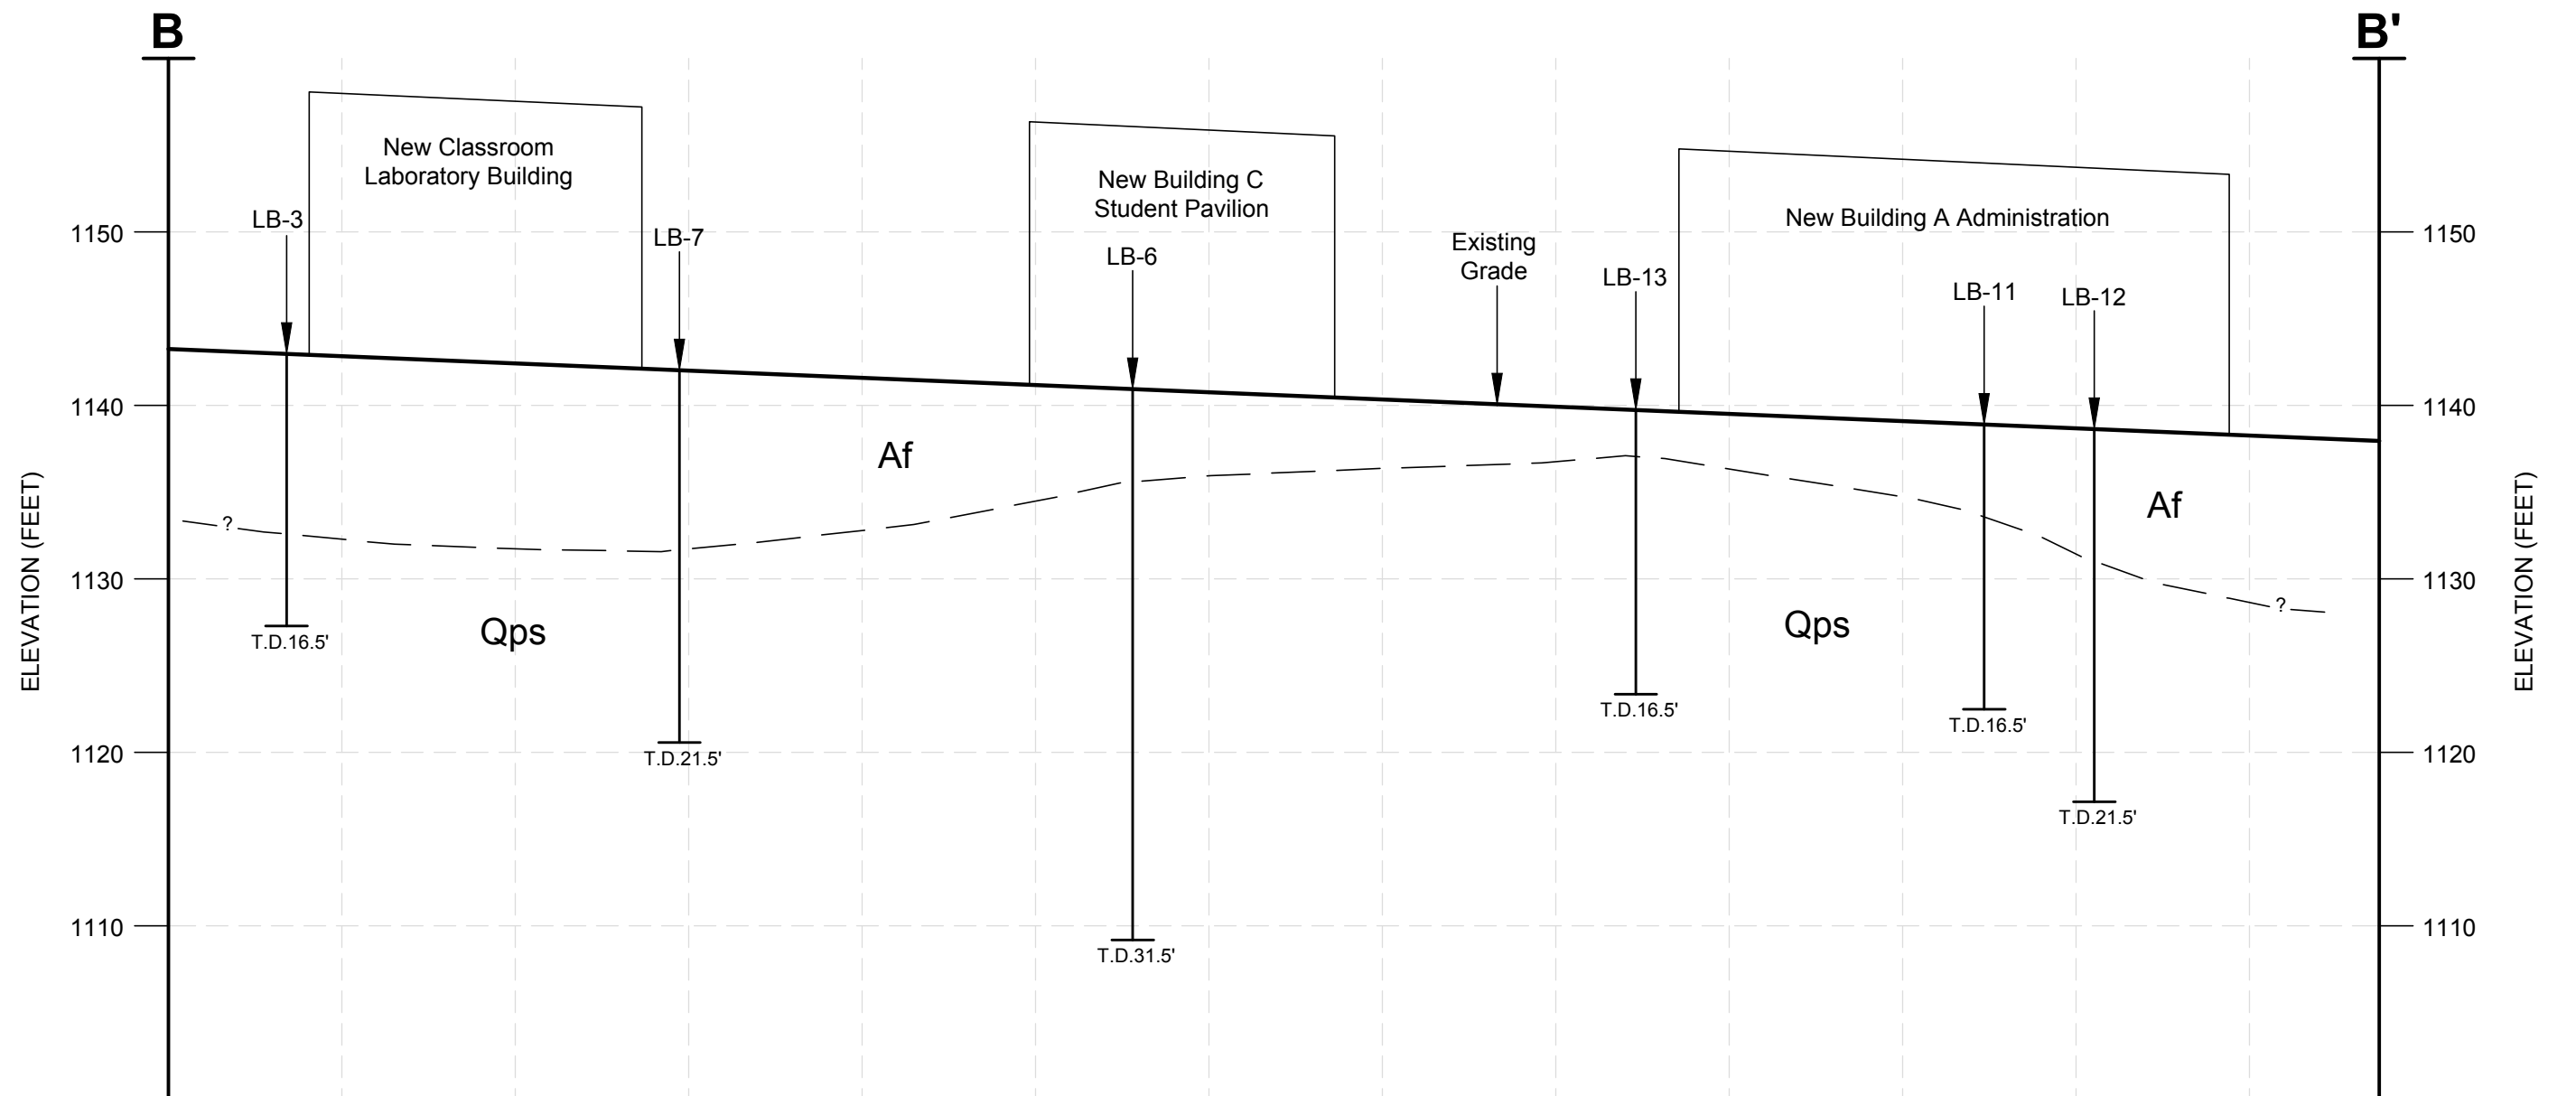 B
B'
New Classroom
Laboratory Building
New Building C
Student Pavilion
New Building A Administration
LB-3
LB-7
LB-6
Existing
Grade
LB-13
LB-11
LB-12
1150
1150
1140
1140
Af
Af
ELEVATION (FEET)
ELEVATION (FEET)
?
1130
1130
?
Qps
Qps
T.D.16.5'
T.D.16.5'
T.D.16.5'
1120
T.D.21.5'
1120
T.D.21.5'
1110
1110
T.D.31.5'